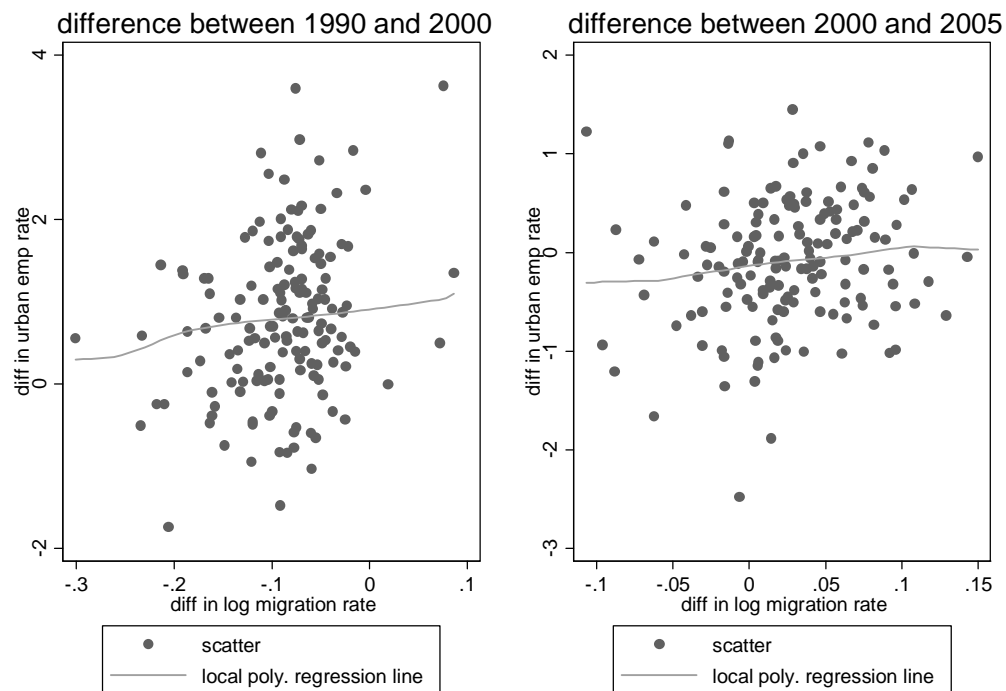 difference between 1990 and 2000
4
2
0
-2
diff in urban emp rate
-.3
-.2
-.1
0
.1
diff in log migration rate
scatter
local poly. regression line
difference between 2000 and 2005
2
1
0
-1
-2
-3
diff in urban emp rate
-.1
-.05
0
.05
.1
.15
diff in log migration rate
scatter
local poly. regression line